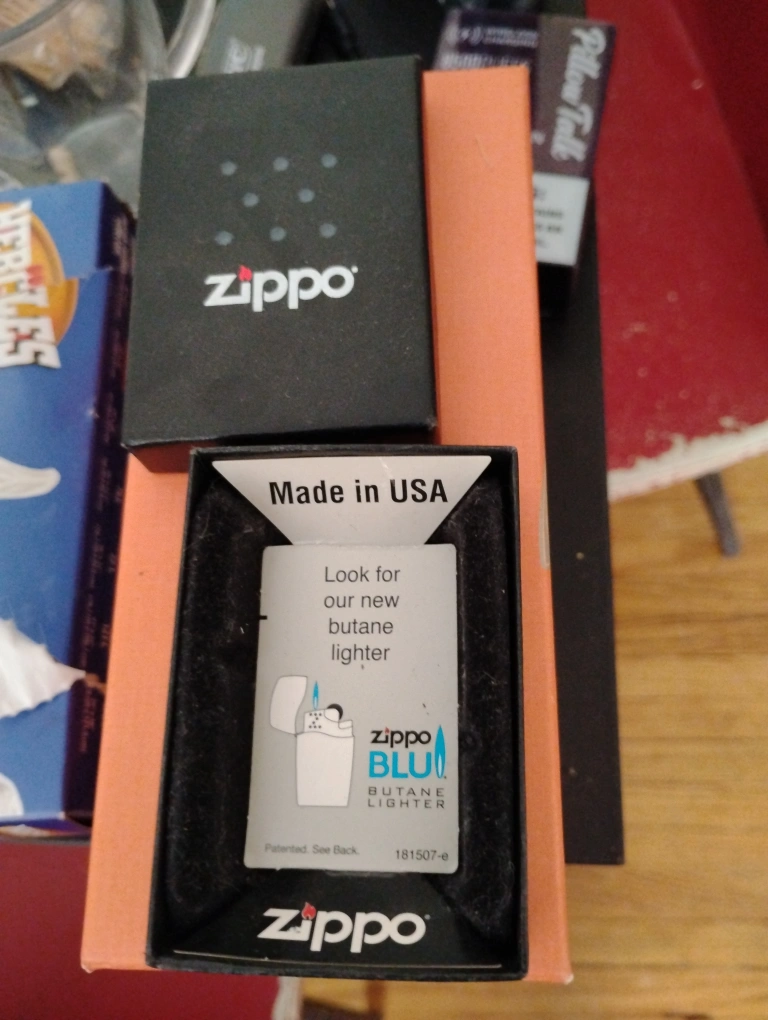 Pillow Talk
zippo
Made in USA
Look for
our new
butane
lighter
zippo
BLU
BUTANE
LIGHTER
Patented. See Back.
181507-e
zippo